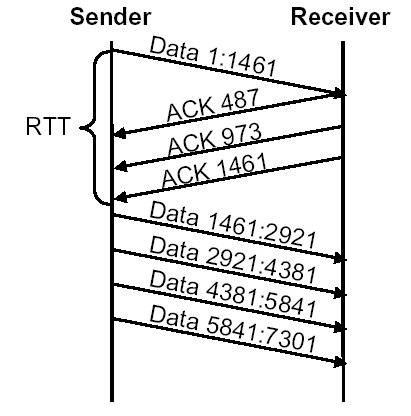 Sender Receiver
Data 1:1461
ACK 487
ACK 973
RTT
ACK 1461
Data 1461:2921
Data 2921:4381
Data 4381:5841
Data 5841:7301